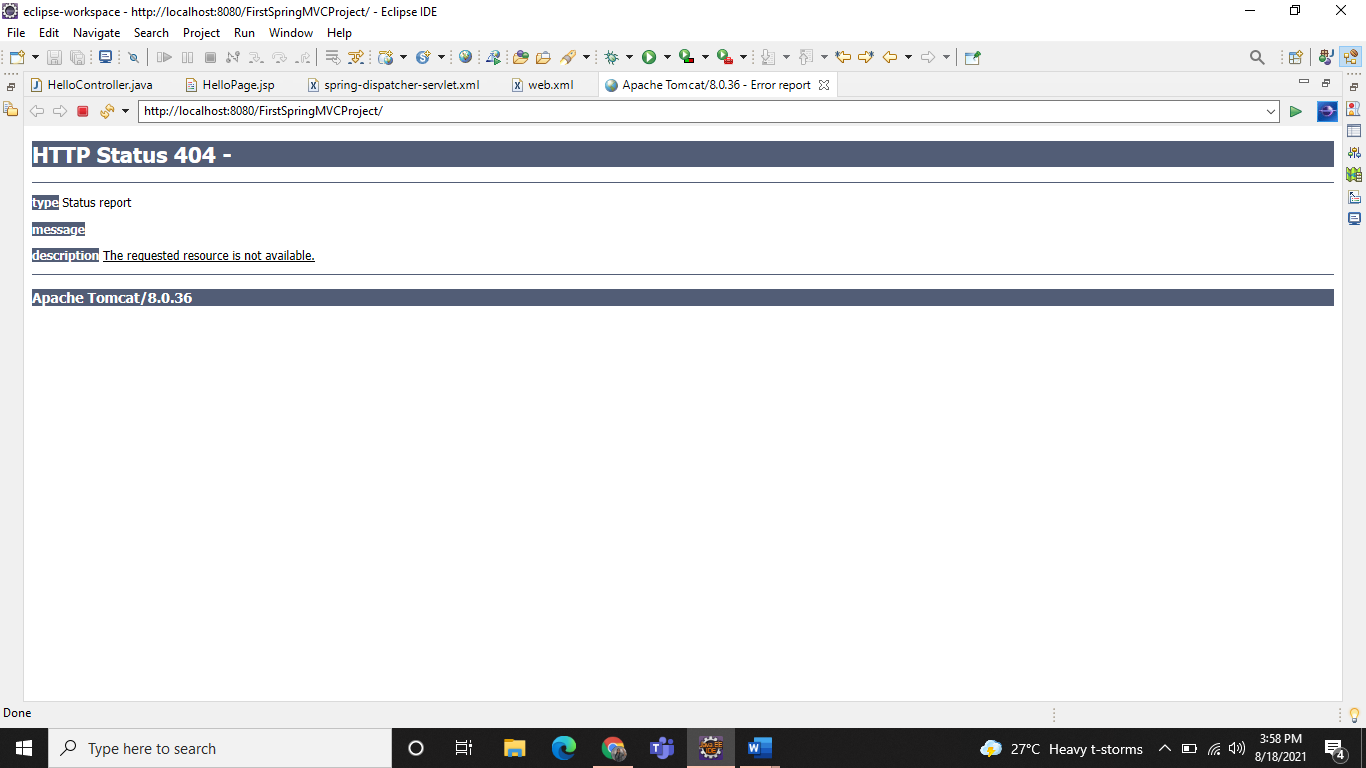 eclipse-workspace - http://localhost:8080/FirstSpringMVCProject/ - Eclipse IDE
File Edit Navigate Search Project Run Window Help
HelloController.java HelloPage.jsp spring-dispatcher-servlet.xml web.xml Apache Tomcat/8.0.36 - Error report
http://localhost:8080/FirstSpringMVCProject/
HTTP Status 404 -
type Status report
message
description The requested resource is not available.
Apache Tomcat/8.0.36
Done
Type here to search
27°C Heavy t-storms
3:58 PM
8/18/2021
4